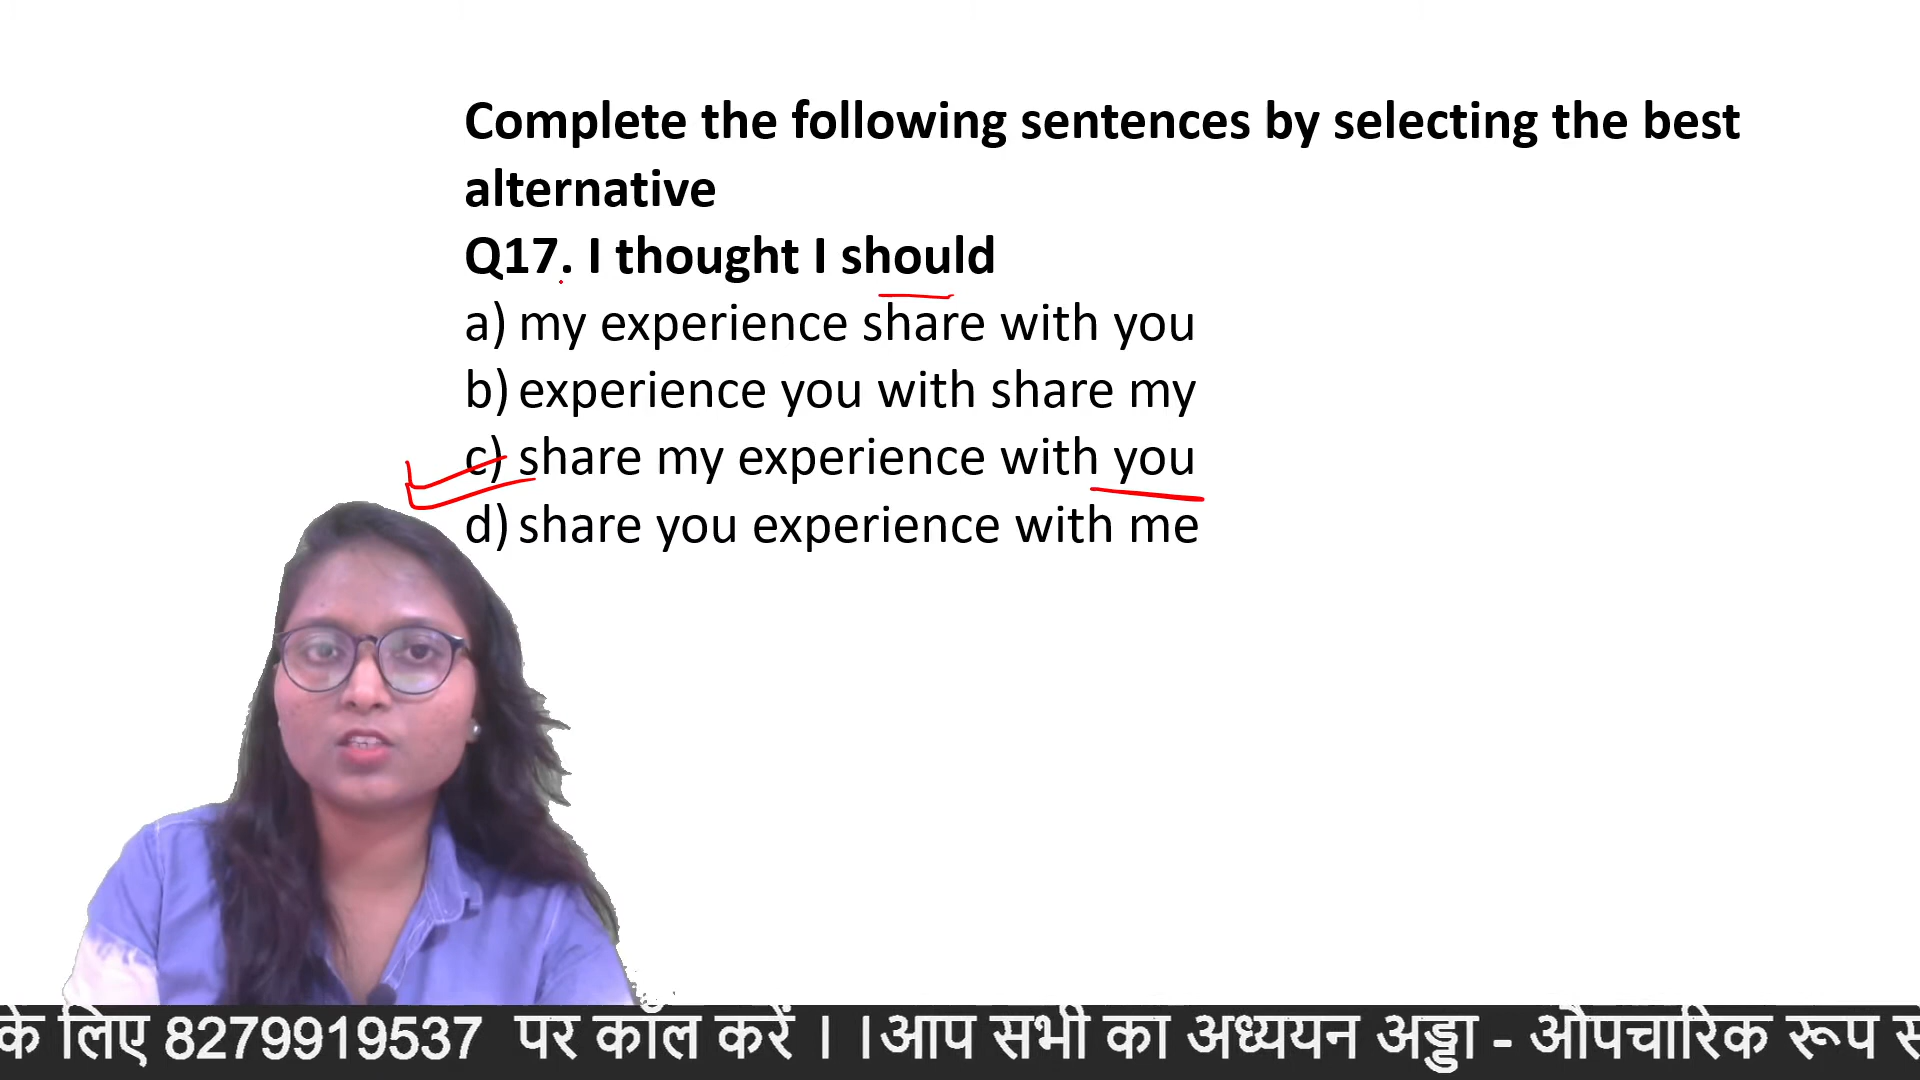 Complete the following sentences by selecting the best
alternative
Q17. I thought I should
a) my experience share with you
b) experience you with share my
c) share my experience with you
d) share you experience with me
के लिए 8279919537 पर कॉल करें । ।आप सभी का अध्ययन अड्डा - औपचारिक रूप स